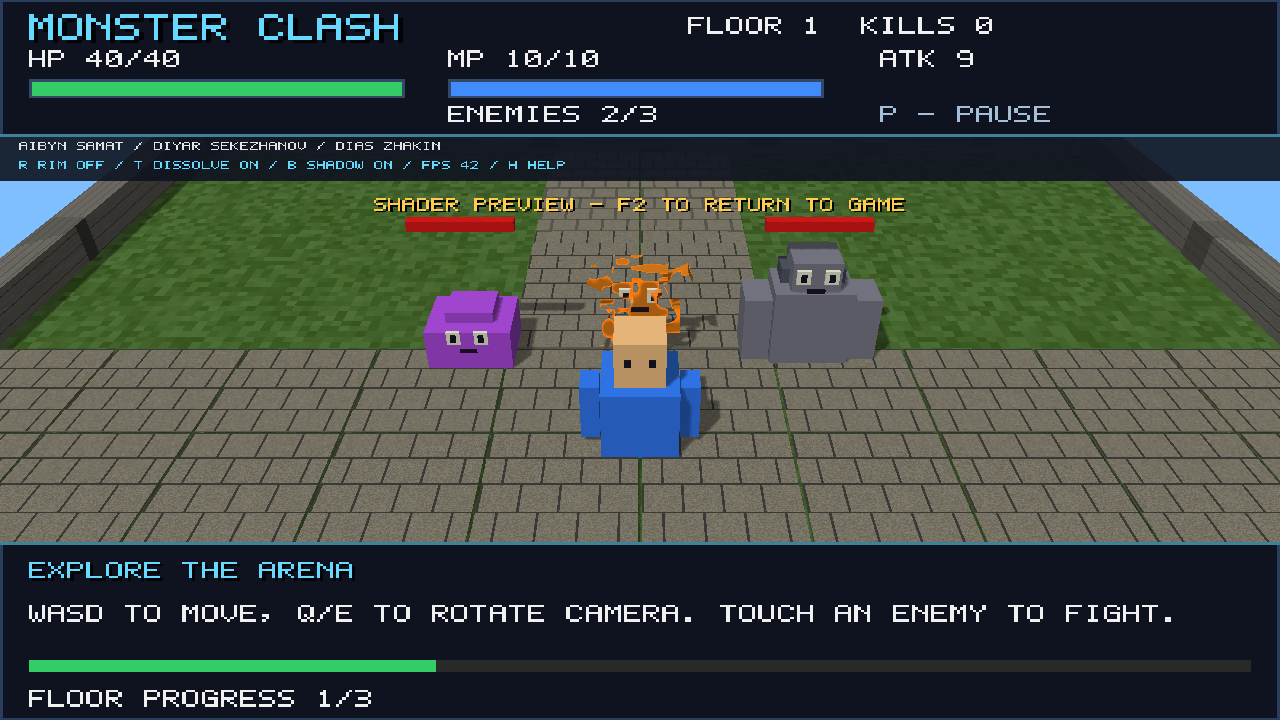 MONSTER CLASH
FLOOR 1 KILLS 0
HP 40/40
MP 10/10
ATK 9
ENEMIES 2/3
P - PAUSE
AIBYN SAMAT / DIYAR SEKEZHANOV / DIAS ZHAKIN
R RIM OFF / T DISSOLVE ON / B SHADOW ON / FPS 42 / H HELP
SHADER PREVIEW - F2 TO RETURN TO GAME
EXPLORE THE ARENA
WASD TO MOVE, Q/E TO ROTATE CAMERA. TOUCH AN ENEMY TO FIGHT.
FLOOR PROGRESS 1/3